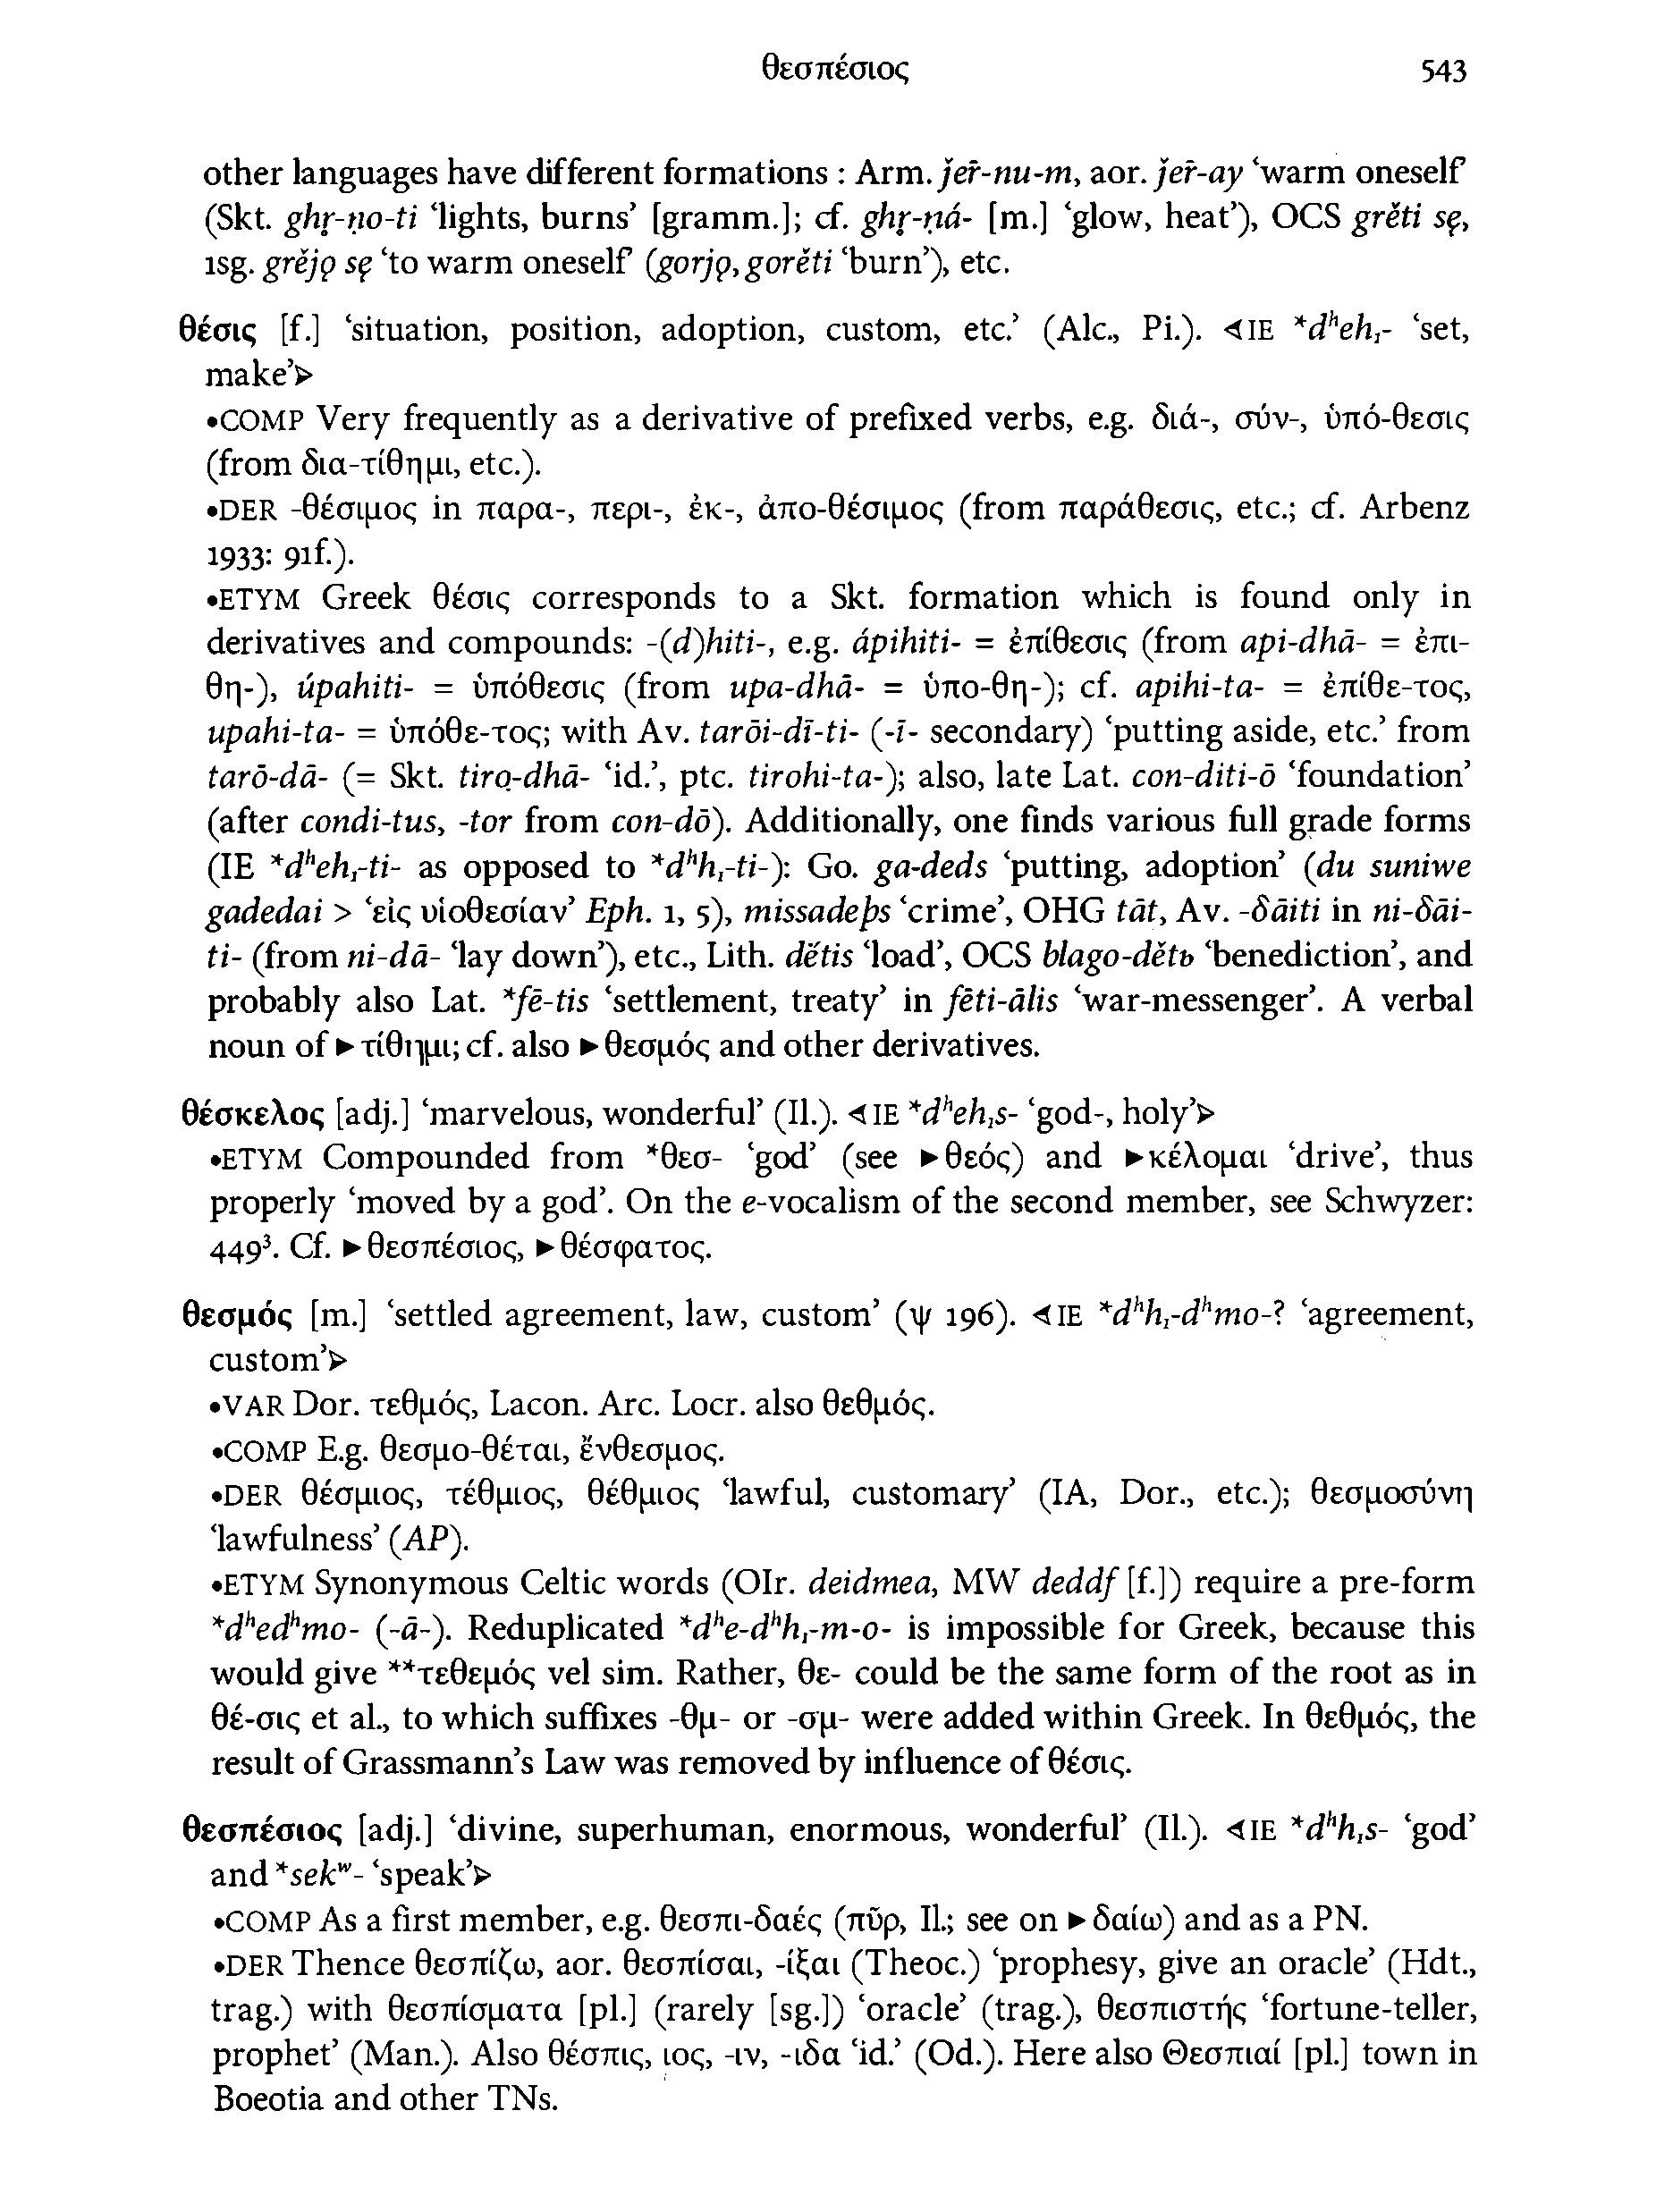 θεσπέσιος 543
other languages have different formations : Arm. ǰeṙ-nu-m, aor. ǰeṙ-ay ‘warm oneself’
(Skt. ghṛ-ṇo-ti ‘lights, burns’ [gramm.]; cf. ghṛ-ṇá- [m.] ‘glow, heat’), OCS grěti sę,
1sg. grějǫ sę ‘to warm oneself’ (gorjǫ, gorěti ‘burn’), etc.
θέσις [f.] ‘situation, position, adoption, custom, etc.’ (Alc., Pi.). ⋖IE *dʰeh₁- ‘set,
make’⋗
•COMP Very frequently as a derivative of prefixed verbs, e.g. διά-, σύν-, ὑπό-θεσις
(from δια-τίθημι, etc.).
•DER -θέσιμος in παρα-, περι-, ἐκ-, ἀπο-θέσιμος (from παράθεσις, etc.; cf. Arbenz
1933: 91f.).
•ETYM Greek θέσις corresponds to a Skt. formation which is found only in
derivatives and compounds: -(d)hiti-, e.g. ápihiti- = ἐπίθεσις (from api-dhā- = ἐπι-
θη-), úpahiti- = ὑπόθεσις (from upa-dhā- = ὑπο-θη-); cf. apihi-ta- = ἐπίθε-τος,
upahi-ta- = ὑπόθε-τος; with Av. tarōi-dī-ti- (-ī- secondary) ‘putting aside, etc.’ from
tarō-dā- (= Skt. tiro-dhā- ‘id.’, ptc. tirohi-ta-); also, late Lat. con-diti-ō ‘foundation’
(after condi-tus, -tor from con-dō). Additionally, one finds various full grade forms
(IE *dʰeh₁-ti- as opposed to *dʰh₁-ti-): Go. ga-deds ‘putting, adoption’ (du suniwe
gadedai > ‘εἰς υἱοθεσίαν’ Eph. 1, 5), missadeþs ‘crime’, OHG tāt, Av. -δāiti in ni-δāi-
ti- (from ni-dā- ‘lay down’), etc., Lith. dė́tis ‘load’, OCS blago-dětь ‘benediction’, and
probably also Lat. *fē-tis ‘settlement, treaty’ in fēti-ālis ‘war-messenger’. A verbal
noun of ►τίθημι; cf. also ►θεσμός and other derivatives.
θέσκελος [adj.] ‘marvelous, wonderful’ (Il.). ⋖IE *dʰeh₁s- ‘god-, holy’⋗
•ETYM Compounded from *θεσ- ‘god’ (see ►θεός) and ►κέλομαι ‘drive’, thus
properly ‘moved by a god’. On the e-vocalism of the second member, see Schwyzer:
449³. Cf. ►θεσπέσιος, ►θέσφατος.
θεσμός [m.] ‘settled agreement, law, custom’ (ψ 196). ⋖IE *dʰh₁-dʰmo-? ‘agreement,
custom’⋗
•VAR Dor. τεθμός, Lacon. Arc. Locr. also θεθμός.
•COMP E.g. θεσμο-θέται, ἔνθεσμος.
•DER θέσμιος, τέθμιος, θέθμιος ‘lawful, customary’ (IA, Dor., etc.); θεσμοσύνη
‘lawfulness’ (AP).
•ETYM Synonymous Celtic words (OIr. deidmea, MW deddf [f.]) require a pre-form
*dʰedʰmo- (-ā-). Reduplicated *dʰe-dʰh₁-m-o- is impossible for Greek, because this
would give **τεθεμός vel sim. Rather, θε- could be the same form of the root as in
θέ-σις et al., to which suffixes -θμ- or -σμ- were added within Greek. In θεθμός, the
result of Grassmann’s Law was removed by influence of θέσις.
θεσπέσιος [adj.] ‘divine, superhuman, enormous, wonderful’ (Il.). ⋖IE *dʰh₁s- ‘god’
and *sekʷ- ‘speak’⋗
•COMP As a first member, e.g. θεσπι-δαές (πῦρ, Il.; see on ►δαίω) and as a PN.
•DER Thence θεσπίζω, aor. θεσπίσαι, -ίξαι (Theoc.) ‘prophesy, give an oracle’ (Hdt.,
trag.) with θεσπίσματα [pl.] (rarely [sg.]) ‘oracle’ (trag.), θεσπιστής ‘fortune-teller,
prophet’ (Man.). Also θέσπις, ιος, -ιν, -ιδα ‘id.’ (Od.). Here also Θεσπιαί [pl.] town in
Boeotia and other TNs.